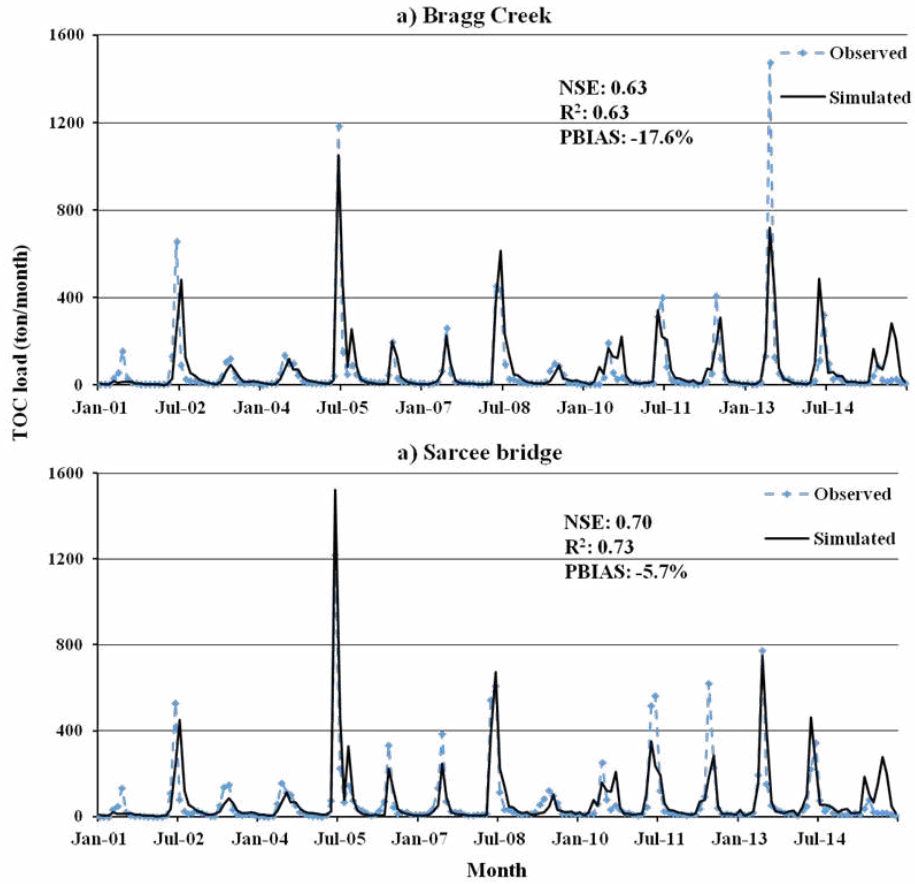 a) Bragg Creek
1600
1200
800
400
0
Observed
Simulated
NSE: 0.63
R²: 0.63
PBIAS: -17.6%
Jan-01 Jul-02 Jan-04 Jul-05 Jan-07 Jul-08 Jan-10 Jul-11 Jan-13 Jul-14
TOC load (ton/month)
a) Sarcee bridge
1600
1200
800
400
0
Observed
Simulated
NSE: 0.70
R²: 0.73
PBIAS: -5.7%
Jan-01 Jul-02 Jan-04 Jul-05 Jan-07 Jul-08 Jan-10 Jul-11 Jan-13 Jul-14
Month